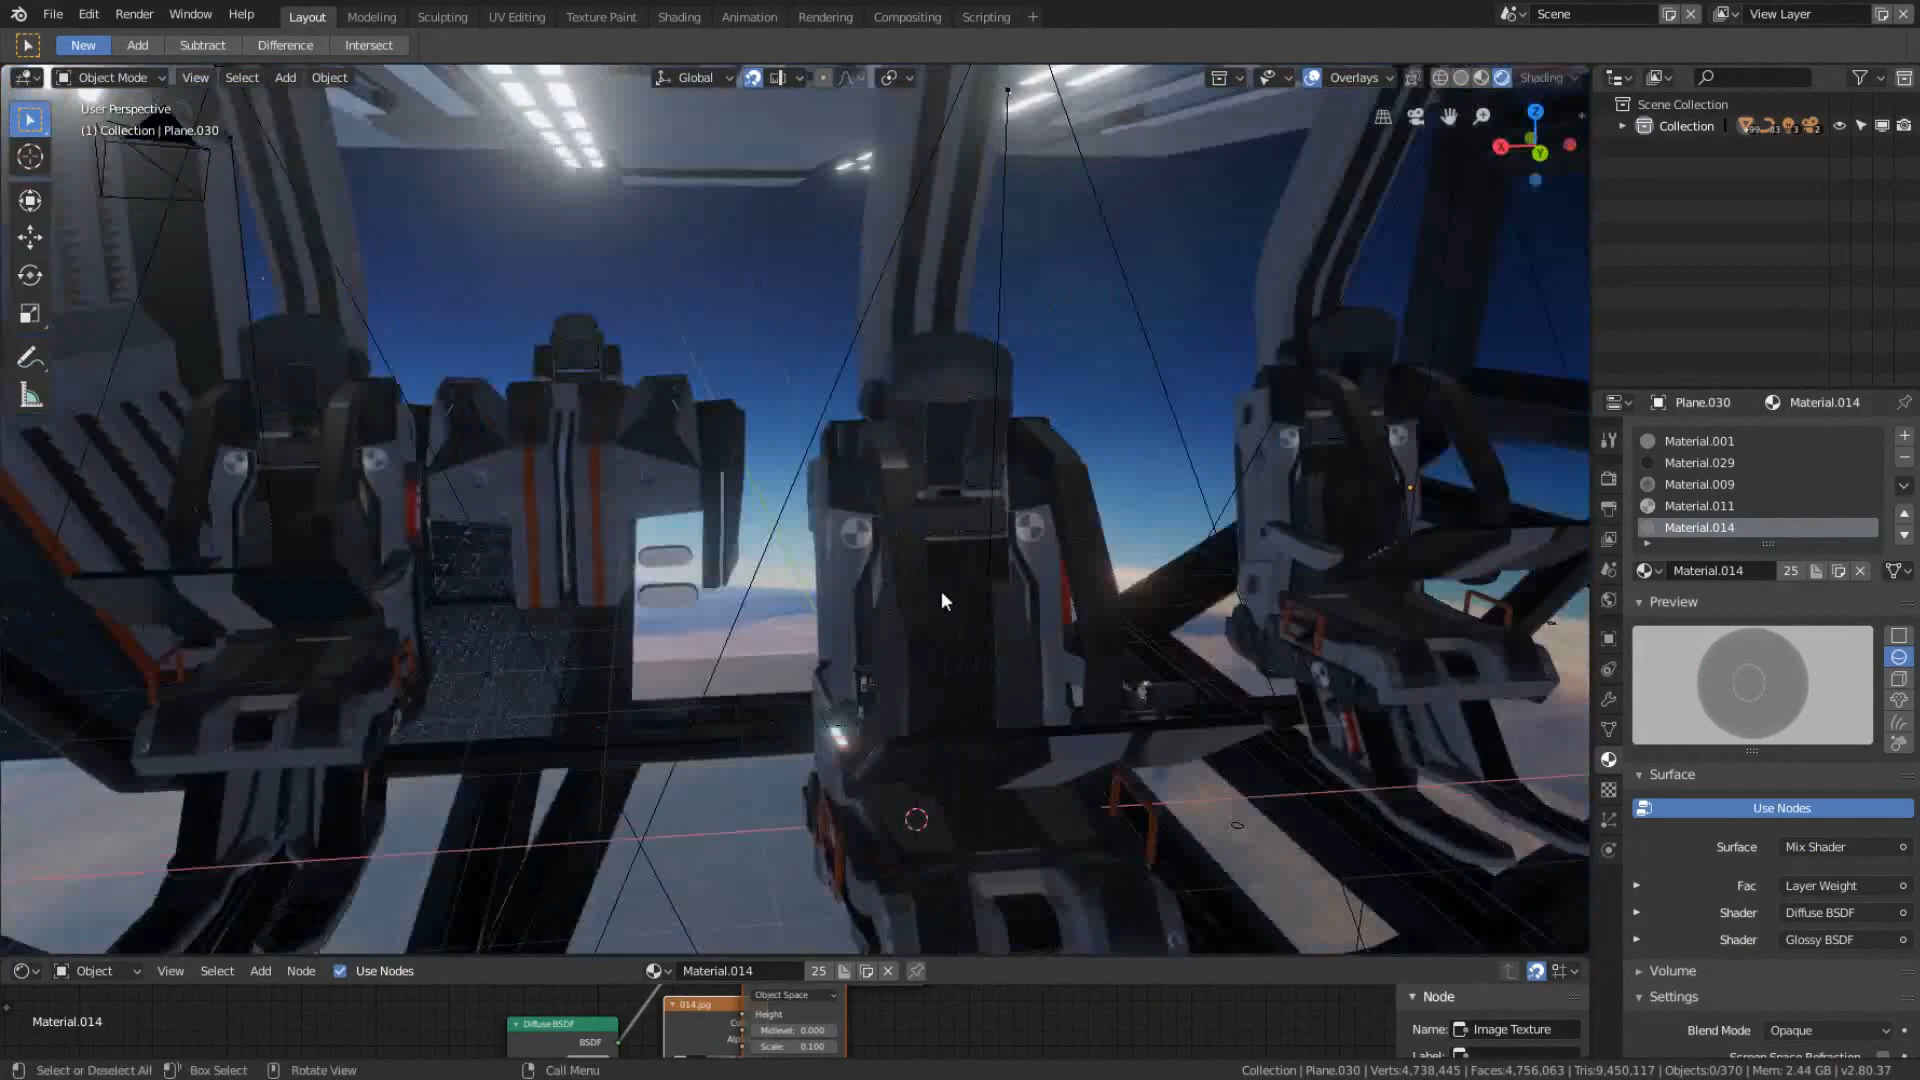 File Edit Render Window Help Layout Modeling Sculpting UV Editing Texture Paint Shading Animation Rendering Compositing Scripting + Scene View Layer
New Add Subtract Difference Intersect
Object Mode View Select Add Object Global Overlays Shading
User Perspective
(1) Collection | Plane.030
Z
X
Y
Scene Collection
Collection
Plane.030 Material.014
Material.001
Material.029
Material.009
Material.011
Material.014
Material.014 25
Preview
Surface
Use Nodes
Surface Mix Shader
Fac Layer Weight
Shader Diffuse BSDF
Shader Glossy BSDF
Volume
Settings
Blend Mode Opaque
Object View Select Add Node Use Nodes Material.014 25
Material.014
Diffuse BSDF
BSDF
014.jpg
Object Space
Height
Midlevel: 0.000
Scale: 0.100
Node
Name: Image Texture
Select or Deselect All Box Select Rotate View Call Menu
Collection | Plane.030 | Verts:4,738,445 | Faces:4,756,063 | Tris:9,450,117 | Objects:0/370 | Mem: 2.44 GB | v2.80.37